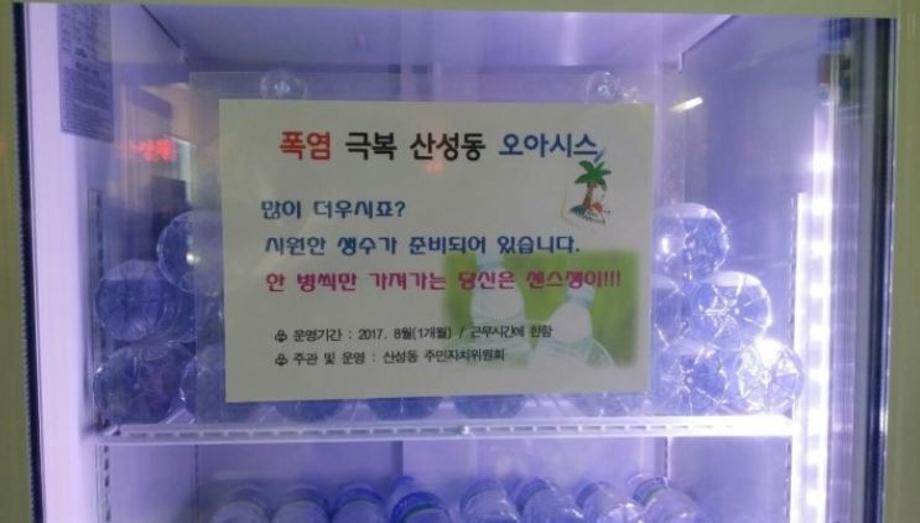 폭염 극복 산성동 오아시스
많이 더우시죠?
시원한 생수가 준비되어 있습니다.
한 병씩만 가져가는 당신은 센스쟁이!!!
♧ 운영기간 : 2017. 8월(1개월) / 근무시간에 한함
♧ 주관 및 운영 : 산성동 주민자치위원회